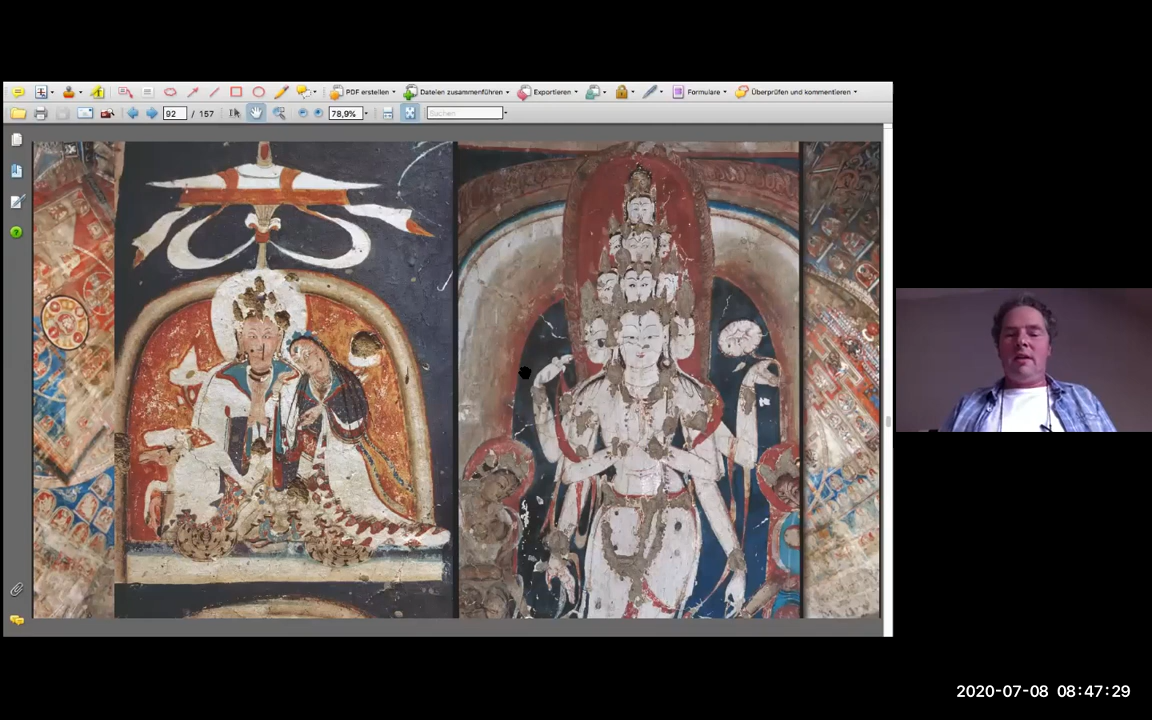 PDF erstellen
Dateien zusammenführen
Exportieren
Formulare
Überprüfen und kommentieren
92 / 157
78,9%
Suchen
2020-07-08 08:47:29